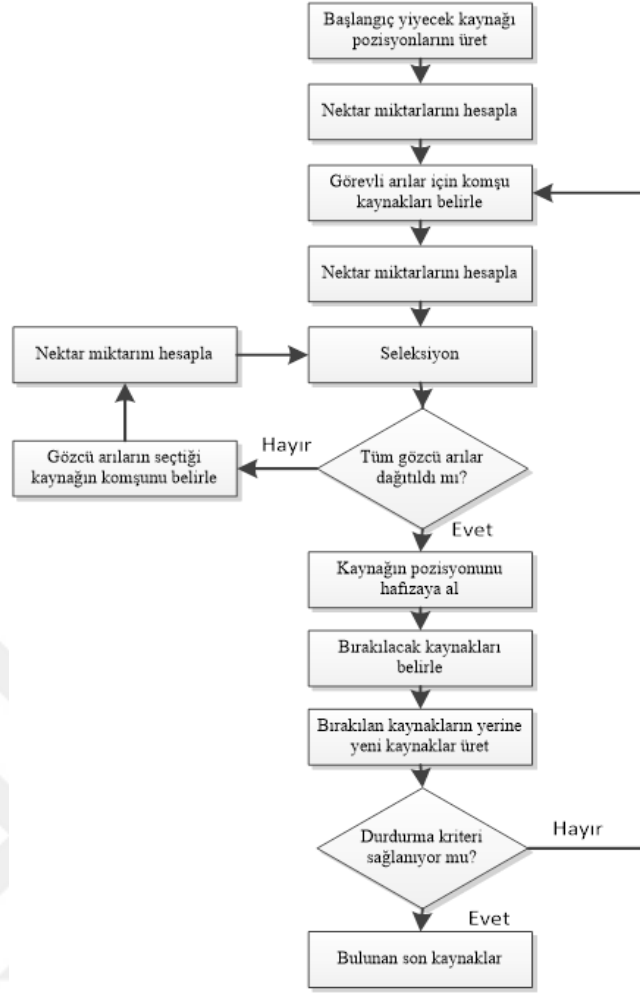 Başlangıç yiyecek kaynağı
pozisyonlarını üret
Nektar miktarlarını hesapla
Görevli arılar için komşu
kaynakları belirle
Nektar miktarlarını hesapla
Nektar miktarını hesapla
Seleksiyon
Gözcü arıların seçtiği
kaynağın komşunu belirle
Hayır
Tüm gözcü arılar
dağıtıldı mı?
Evet
Kaynağın pozisyonunu
hafızaya al
Bırakılacak kaynakları
belirle
Bırakılan kaynakların yerine
yeni kaynaklar üret
Durdurma kriteri
sağlanıyor mu?
Hayır
Evet
Bulunan son kaynaklar